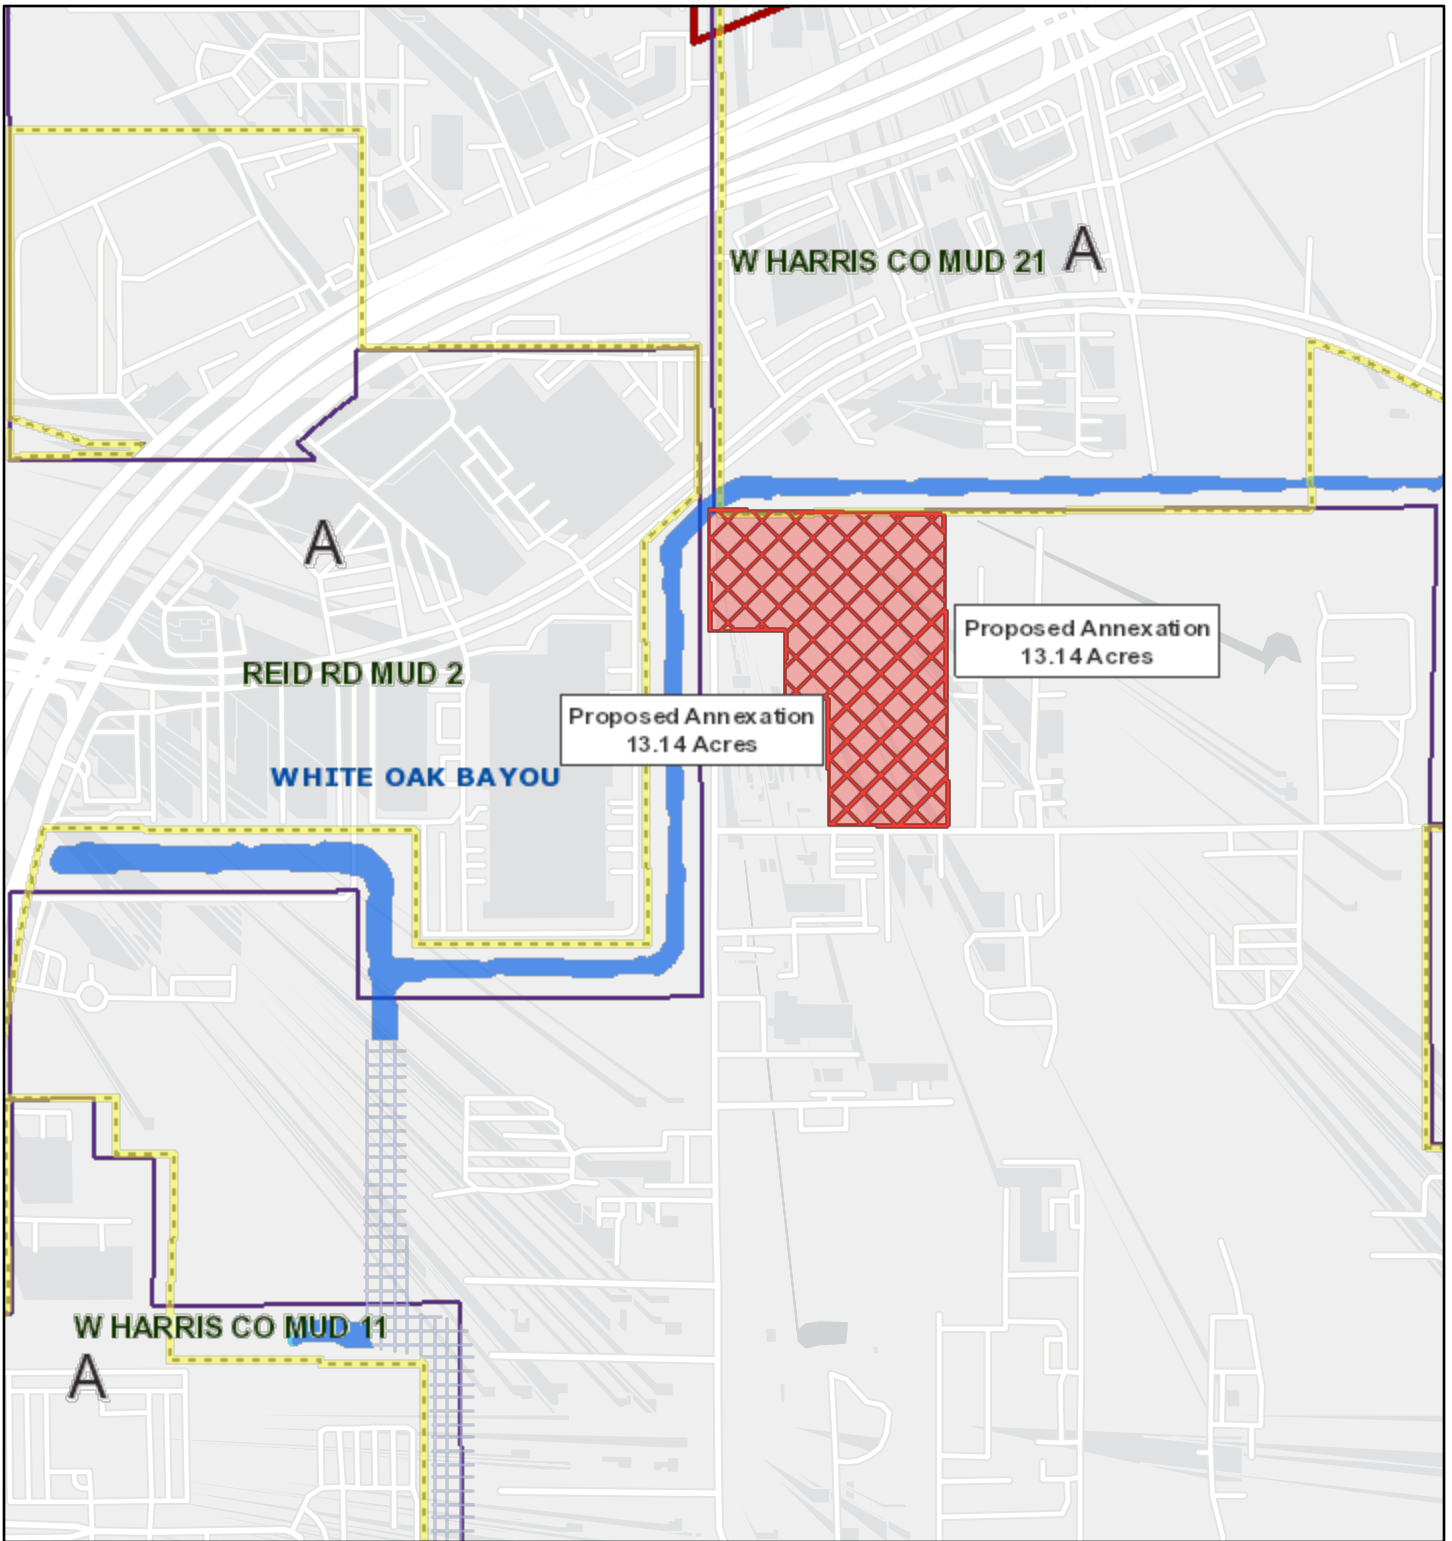 W HARRIS CO MUD 21
A
A
Proposed Annexation
13.14 Acres
REID RD MUD 2
Proposed Annexation
13.14 Acres
WHITE OAK BAYOU
W HARRIS CO MUD 11
A